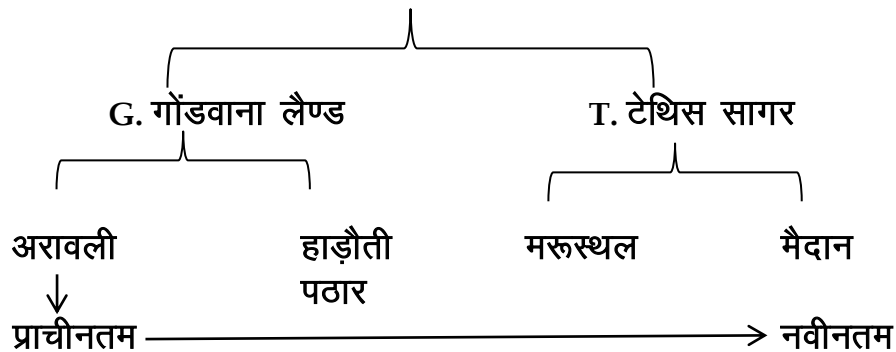 G. गोंडवाना लैण्ड T. टेथिस सागर
अरावली हाड़ौती मरूस्थल मैदान
पठार
प्राचीनतम नवीनतम